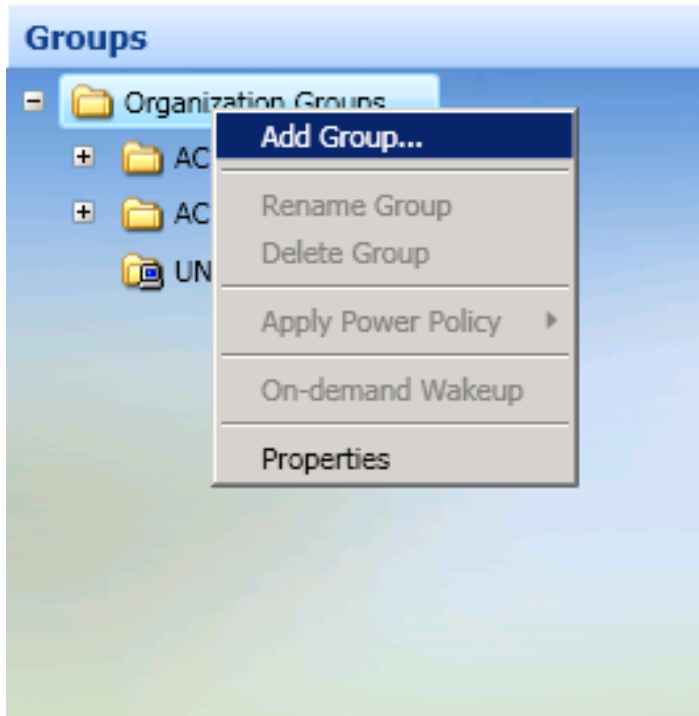 Groups
Organization Groups
Add Group...
AC
Rename Group
AC
Delete Group
UN
Apply Power Policy
On-demand Wakeup
Properties